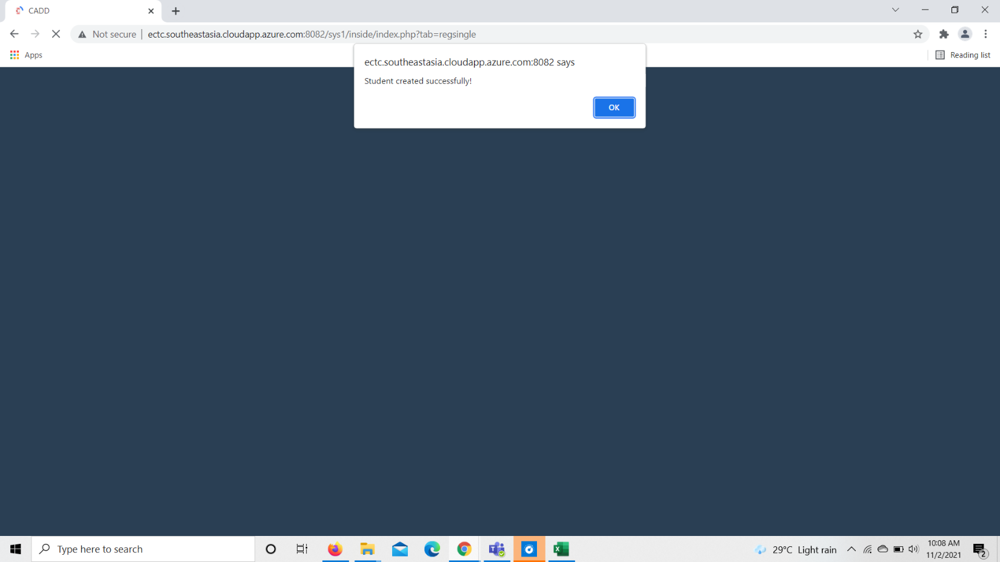 CADD
Not secure | ectc.southeastasia.cloudapp.azure.com:8082/sys1/inside/index.php?tab=regsingle
Apps
Reading list
ectc.southeastasia.cloudapp.azure.com:8082 says
Student created successfully!
OK
Type here to search
29°C Light rain
10:08 AM
11/2/2021
2